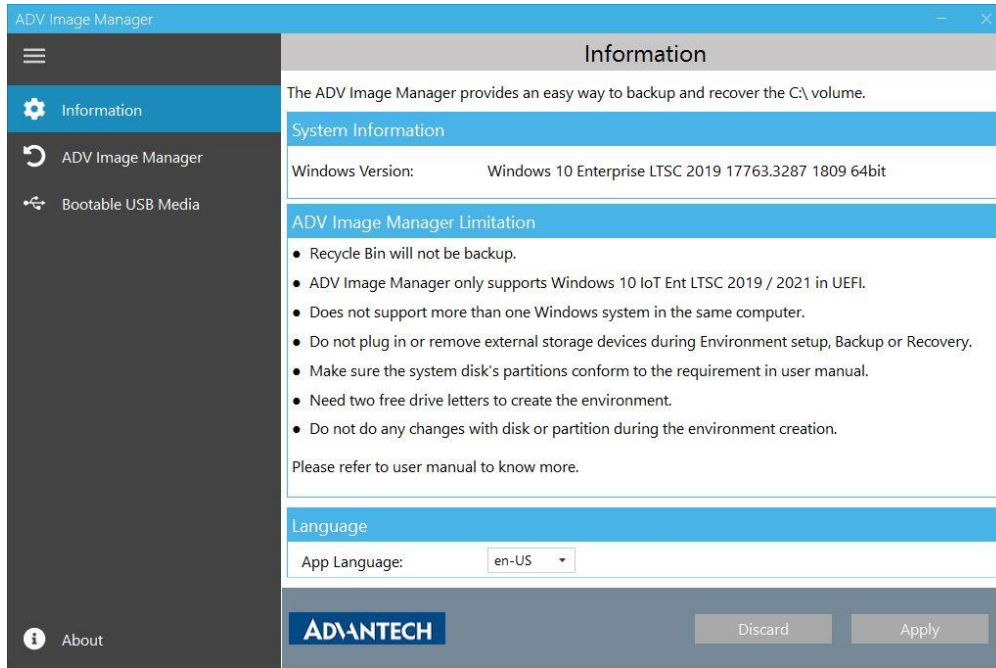 ADV Image Manager
Information
Information
The ADV Image Manager provides an easy way to backup and recover the C:\ volume.
ADV Image Manager
Bootable USB Media
System Information
Windows Version: Windows 10 Enterprise LTSC 2019 17763.3287 1809 64bit
ADV Image Manager Limitation
● Recycle Bin will not be backup.
● ADV Image Manager only supports Windows 10 IoT Ent LTSC 2019 / 2021 in UEFI.
● Does not support more than one Windows system in the same computer.
● Do not plug in or remove external storage devices during Environment setup, Backup or Recovery.
● Make sure the system disk's partitions conform to the requirement in user manual.
● Need two free drive letters to create the environment.
● Do not do any changes with disk or partition during the environment creation.
Please refer to user manual to know more.
Language
App Language: en-US
About
ADVANTECH
Discard Apply